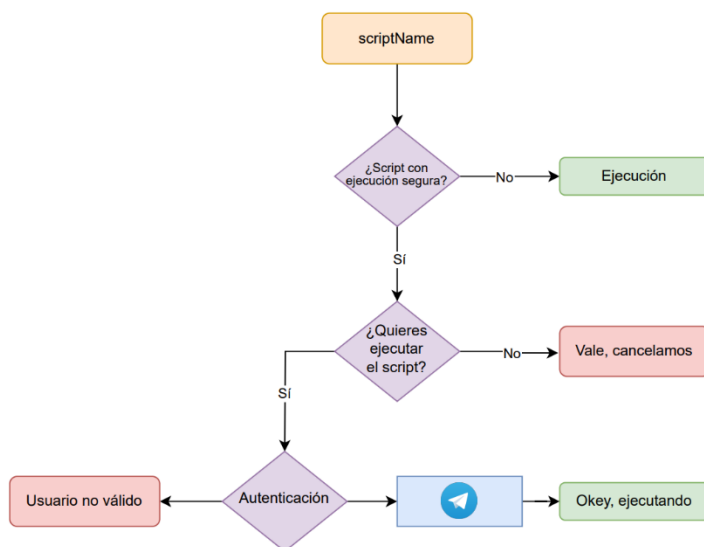 scriptName
¿Script con
ejecución segura?
No
Ejecución
Sí
¿Quieres
ejecutar
el script?
No
Vale, cancelamos
Sí
Usuario no válido
Autenticación
Okey, ejecutando